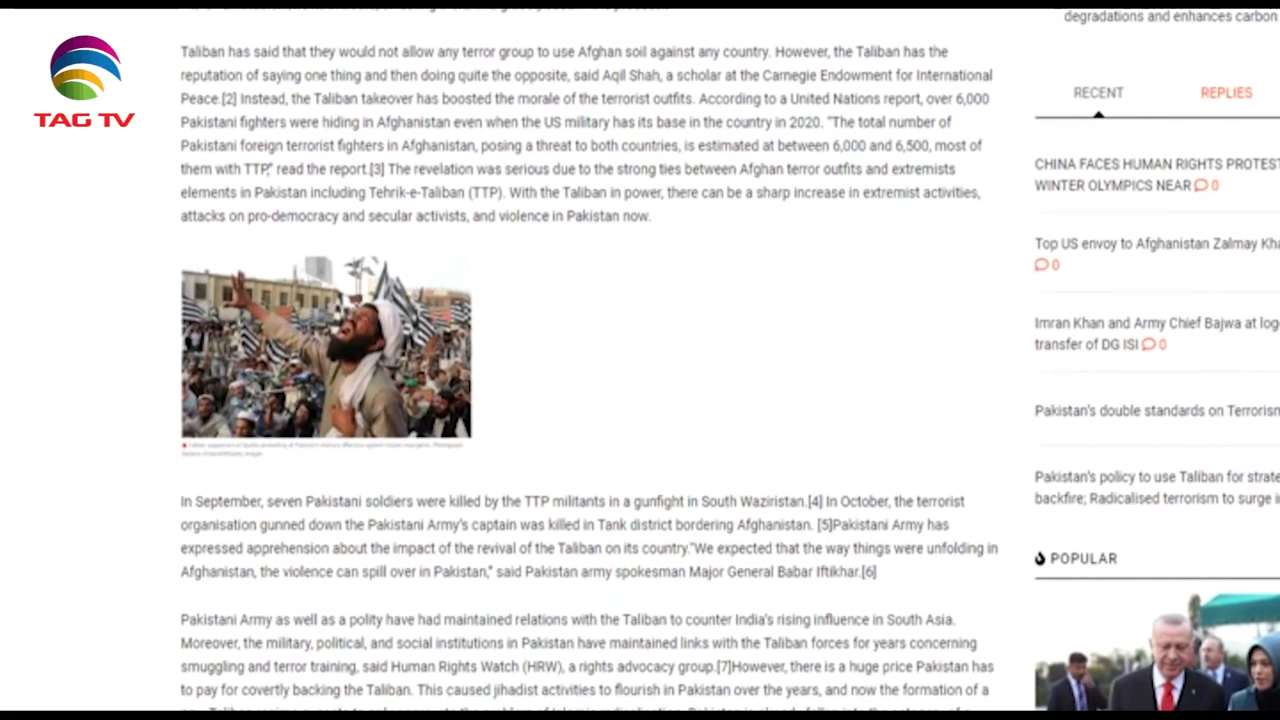 TAG TV
Taliban has said that they would not allow any terror group to use Afghan soil against any country. However, the Taliban has the
reputation of saying one thing and then doing quite the opposite, said Aqil Shah, a scholar at the Carnegie Endowment for International
Peace.[2] Instead, the Taliban takeover has boosted the morale of the terrorist outfits. According to a United Nations report, over 6,000
Pakistani fighters were hiding in Afghanistan even when the US military has its base in the country in 2020. “The total number of
Pakistani foreign terrorist fighters in Afghanistan, posing a threat to both countries, is estimated at between 6,000 and 6,500, most of
them with TTP,” read the report.[3] The revelation was serious due to the strong ties between Afghan terror outfits and extremists
elements in Pakistan including Tehrik-e-Taliban (TTP). With the Taliban in power, there can be a sharp increase in extremist activities,
attacks on pro-democracy and secular activists, and violence in Pakistan now.
In September, seven Pakistani soldiers were killed by the TTP militants in a gunfight in South Waziristan.[4] In October, the terrorist
organisation gunned down the Pakistani Army’s captain was killed in Tank district bordering Afghanistan. [5]Pakistani Army has
expressed apprehension about the impact of the revival of the Taliban on its country.”We expected that the way things were unfolding in
Afghanistan, the violence can spill over in Pakistan,” said Pakistan army spokesman Major General Babar Iftikhar.[6]
Pakistani Army as well as a polity have had maintained relations with the Taliban to counter India’s rising influence in South Asia.
Moreover, the military, political, and social institutions in Pakistan have maintained links with the Taliban forces for years concerning
smuggling and terror training, said Human Rights Watch (HRW), a rights advocacy group.[7]However, there is a huge price Pakistan has
to pay for covertly backing the Taliban. This caused jihadist activities to flourish in Pakistan over the years, and now the formation of a
degradations and enhances carbon
RECENT REPLIES
CHINA FACES HUMAN RIGHTS PROTEST
WINTER OLYMPICS NEAR 0
Top US envoy to Afghanistan Zalmay Kha
0
Imran Khan and Army Chief Bajwa at log
transfer of DG ISI 0
Pakistan’s double standards on Terrorism
Pakistan’s policy to use Taliban for strate
backfire; Radicalised terrorism to surge i
POPULAR